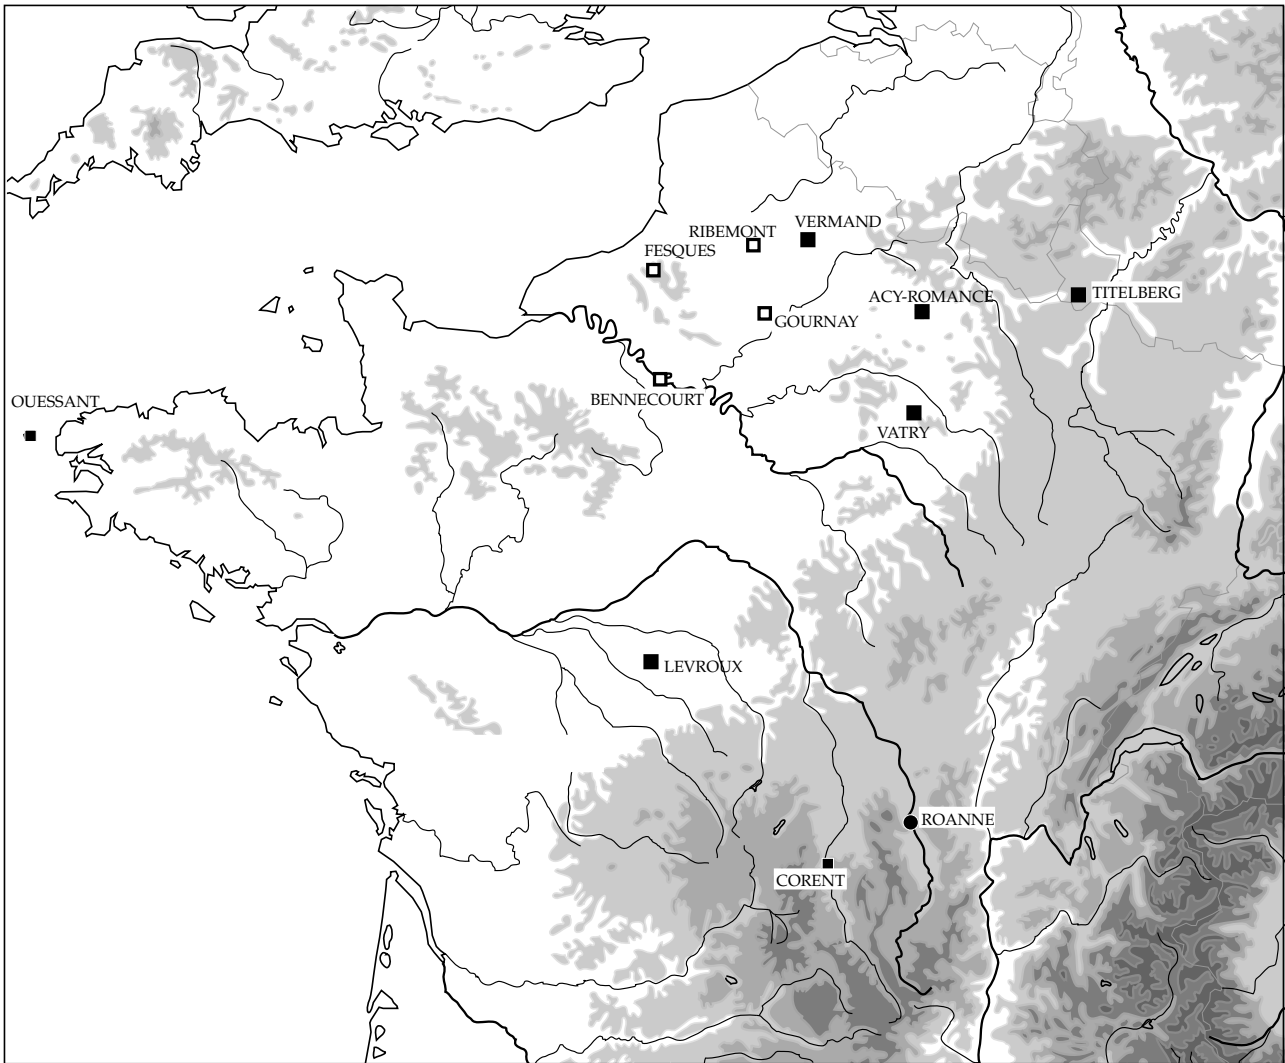 VERMAND
RIBEMONT
FESQUES
TITELBERG
ACY-ROMANCE
GOURNAY
BENNECOURT
OUESSANT
VATRY
LEVROUX
ROANNE
CORENT